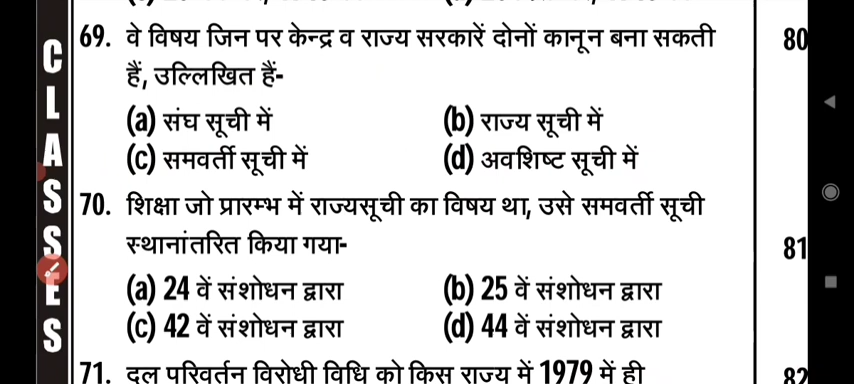 69. वे विषय जिन पर केन्द्र व राज्य सरकारें दोनों कानून बना सकती
हैं, उल्लिखित हैं-
(a) संघ सूची में (b) राज्य सूची में
(c) समवर्ती सूची में (d) अवशिष्ट सूची में
70. शिक्षा जो प्रारम्भ में राज्यसूची का विषय था, उसे समवर्ती सूची
स्थानांतरित किया गया-
(a) 24 वें संशोधन द्वारा (b) 25 वें संशोधन द्वारा
(c) 42 वें संशोधन द्वारा (d) 44 वें संशोधन द्वारा
71. दल परिवर्तन विरोधी विधि को किस राज्य में 1979 में ही
CLASSES
80
81
82